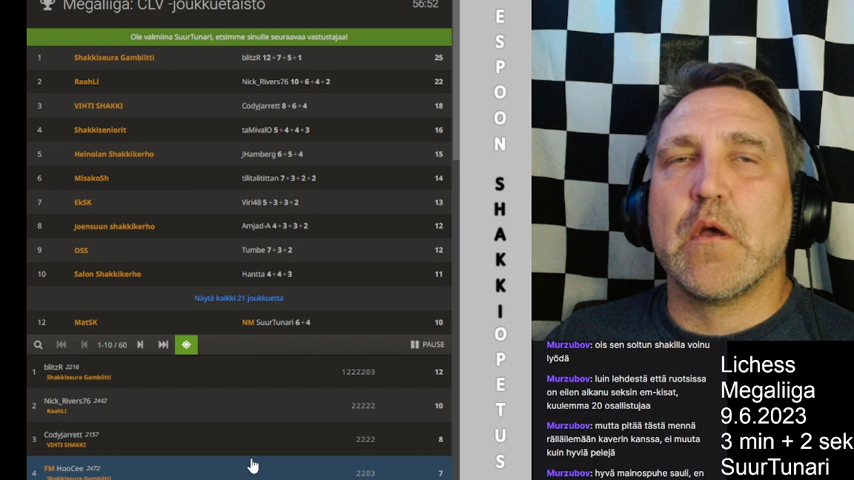 Megaliiga: CLV -joukkuetaisto 56:52
Ole valmiina SuurTunari, etsimme sinulle seuraavaa vastustajaa!
1 Shakkiseura Gambiitti blitzR 12 + 7 + 5 + 1 25
2 RaahLi Nick_Rivers76 10 + 6 + 4 + 2 22
3 VIHTI SHAKKI CodyJarrett 8 + 6 + 4 18
4 Shakkiseniorit taMivalO 5 + 4 + 4 + 3 16
5 Heinolan Shakkikerho JHamberg 6 + 5 + 4 15
6 MisakoSh tilitalitittan 7 + 3 + 2 + 2 14
7 EkSK Virl48 5 + 3 + 3 + 2 13
8 Joensuun shakkikerho Amjad-A 4 + 3 + 3 + 2 12
9 OSS Tumbe 7 + 3 + 2 12
10 Salon Shakkikerho Hantta 4 + 4 + 3 11
Näytä kaikki 21 joukkuetta
12 MatSK NM SuurTunari 6 + 4 10
1-10 / 60 PAUSE
1 blitzR 2216 1222203 12
Shakkiseura Gambiitti
2 Nick_Rivers76 2442 22222 10
RaahLi
3 CodyJarrett 2157 2222 8
VIHTI SHAKKI
4 FM HooCee 2472 2203 7
ESPOON SHAKKIOPETUS
Murzubov: ois sen soltun shakilla voinu
lyödä
Murzubov: luin lehdestä että ruotsissa
on eilen alkanu seksin em-kisat,
kuulemma 20 osallistujaa
Murzubov: mutta pitää tästä mennä
rälläilemään kaverin kanssa, ei muuta
kuin hyviä pelejä
Murzubov: hyvä mainospuhe sauli, en
Lichess
Megaliiga
9.6.2023
3 min + 2 sek
SuurTunari